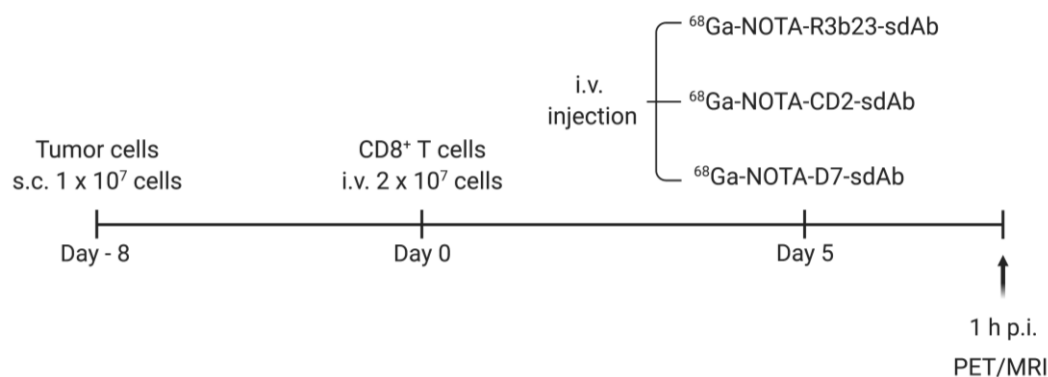 ⁶⁸Ga-NOTA-R3b23-sdAb
i.v.
injection
⁶⁸Ga-NOTA-CD2-sdAb
⁶⁸Ga-NOTA-D7-sdAb
Tumor cells
s.c. 1 x 10⁷ cells
CD8⁺ T cells
i.v. 2 x 10⁷ cells
Day - 8
Day 0
Day 5
1 h p.i.
PET/MRI